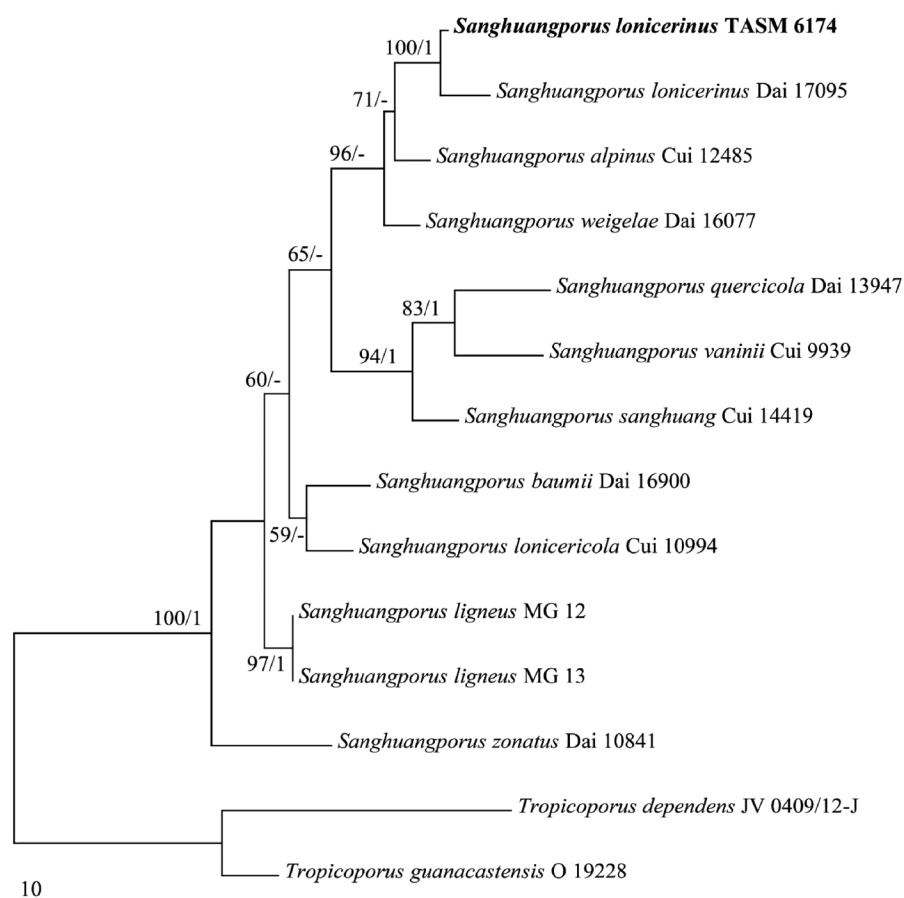 Sanghuangporus lonicerinus TASM 6174
100/1
Sanghuangporus lonicerinus Dai 17095
71/-
96/-
Sanghuangporus alpinus Cui 12485
Sanghuangporus weigelae Dai 16077
65/-
Sanghuangporus quercicola Dai 13947
83/1
Sanghuangporus vaninii Cui 9939
94/1
60/-
Sanghuangporus sanghuang Cui 14419
Sanghuangporus baumii Dai 16900
59/-
Sanghuangporus lonicericola Cui 10994
Sanghuangporus ligneus MG 12
100/1
97/1
Sanghuangporus ligneus MG 13
Sanghuangporus zonatus Dai 10841
Tropicoporus dependens JV 0409/12-J
Tropicoporus guanacastensis O 19228
10